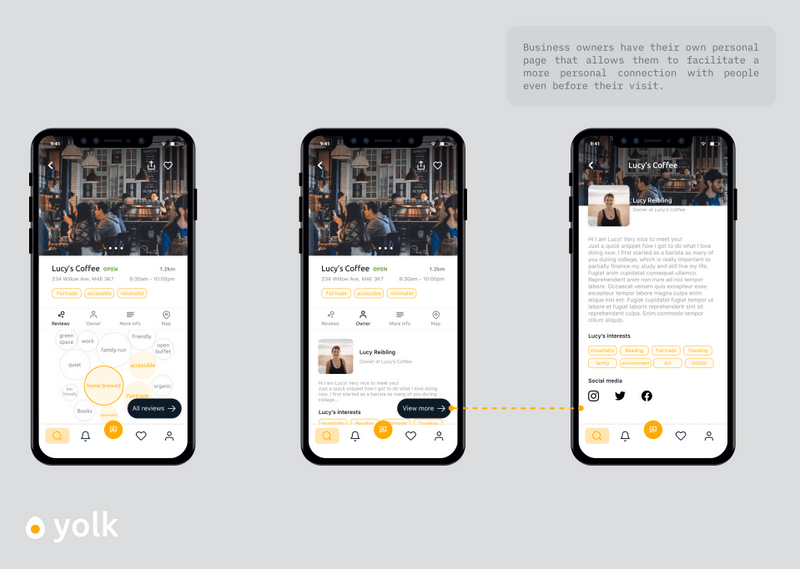 Business owners have their own personal
page that allows them to facilitate a
more personal connection with people
even before their visit.
9:41
Lucy's Coffee OPEN 1.2km
234 Willow Ave, M4E 3K7 8:30am - 10:00pm
Fairtrade accessible minimalist
Reviews Owner More Info Map
green
space
work
family-run
friendly
open
buffet
quiet
accessible
home brewed
organic
friendly
fairtrade
Books
All reviews
9:41
Lucy's Coffee OPEN 1.2km
234 Willow Ave, M4E 3K7 8:30am - 10:00pm
Fairtrade accessible minimalist
Reviews Owner More Info Map
Lucy Reibling
Owner at Lucy's Coffee
Hi I am Lucy! Very nice to meet you!
Just a quick snippet how I got to do what I love doing
now. I first started as a barista as many of you during
college...
Lucy's interests
Hospitality Reading Fairtrade Traveling
View more
9:41
Lucy's Coffee
Lucy Reibling
Owner at Lucy's Coffee
Hi I am Lucy! Very nice to meet you!
Just a quick snippet how I got to do what I love
doing now. I first started as a barista as many of
you during college, which is really important to
partially finance my study and still live my life.
Fugiat anim cupidatat consequat ullamco.
Reprehenderit anim non irure ad nisi tempor
labore. Occaecat veniam quis excepteur esse
excepteur tempor labore magna culpa enim
aliquip nisi est. Fugiat cupidatat fugiat tempor ut
labore et cupidatat proident sint sit
reprehenderit culpa. Enim commodo tempor
cillum aliquip.
Lucy's interests
Hospitality Reading Fairtrade Traveling
family environment Art DOGS!
Social media
yolk